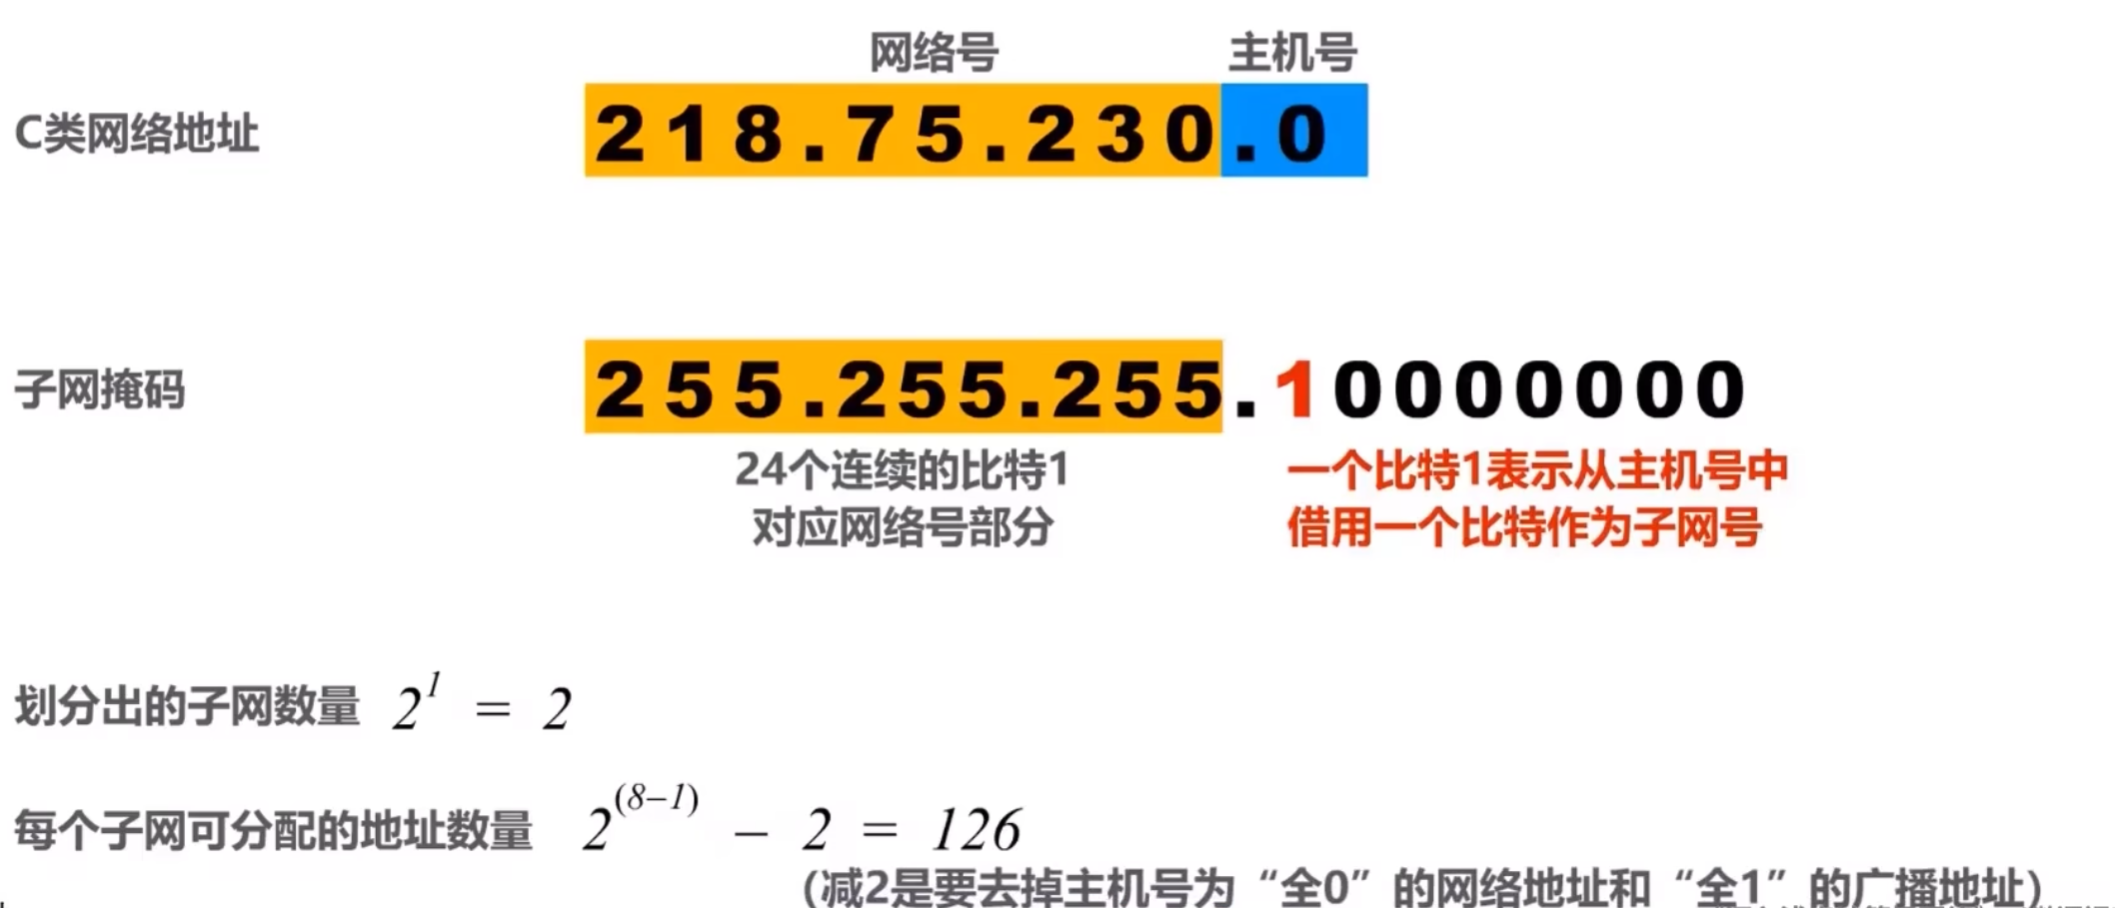 网络号 主机号
C类网络地址 218.75.230.0
子网掩码 255.255.255.10000000
24个连续的比特1 一个比特1表示从主机号中
对应网络号部分 借用一个比特作为子网号
划分出的子网数量 2^1 = 2
每个子网可分配的地址数量 2^(8–1) – 2 = 126
（减2是要去掉主机号为“全0”的网络地址和“全1”的广播地址）